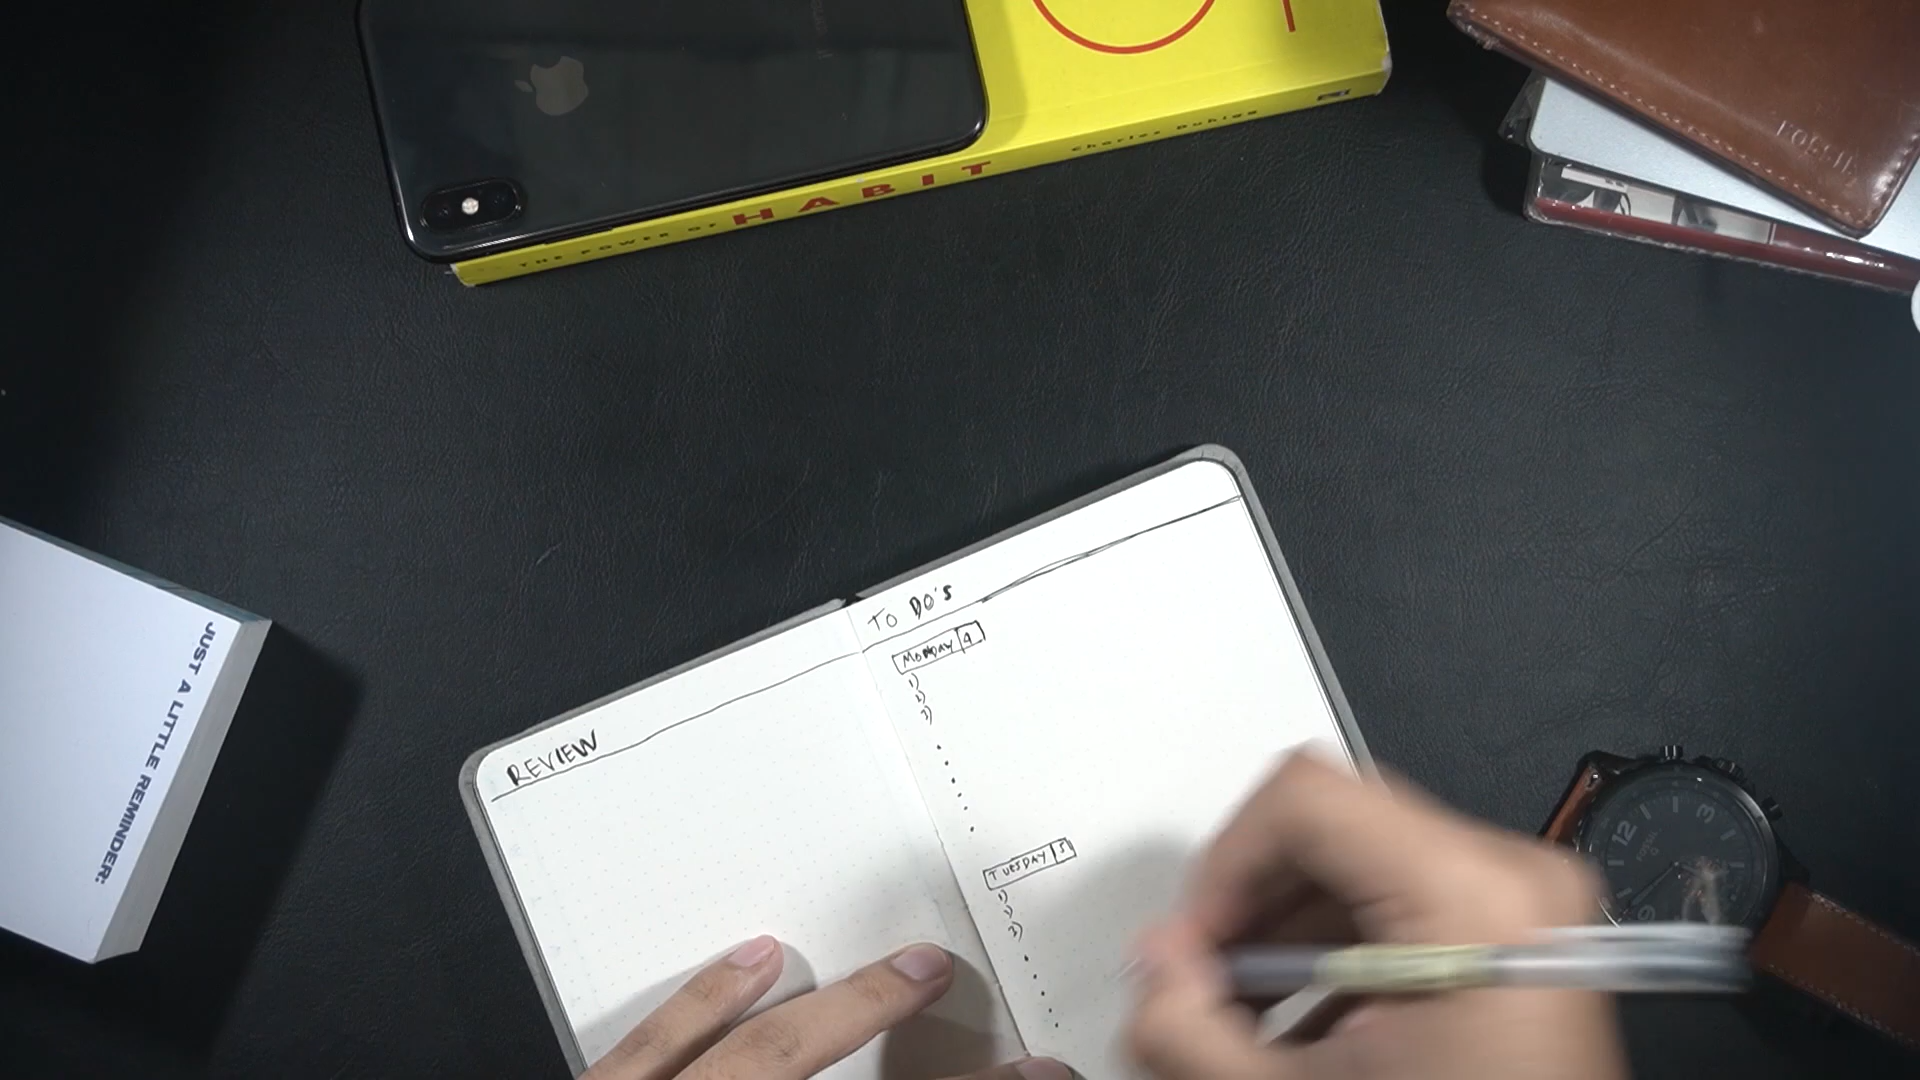 THE POWER OF HABIT Charles Duhigg
FOSSIL
JUST A LITTLE REMINDER:
REVIEW
TO DO'S
MONDAY 4
1)
2)
3)
TUESDAY 5
1)
2)
3)
12
3